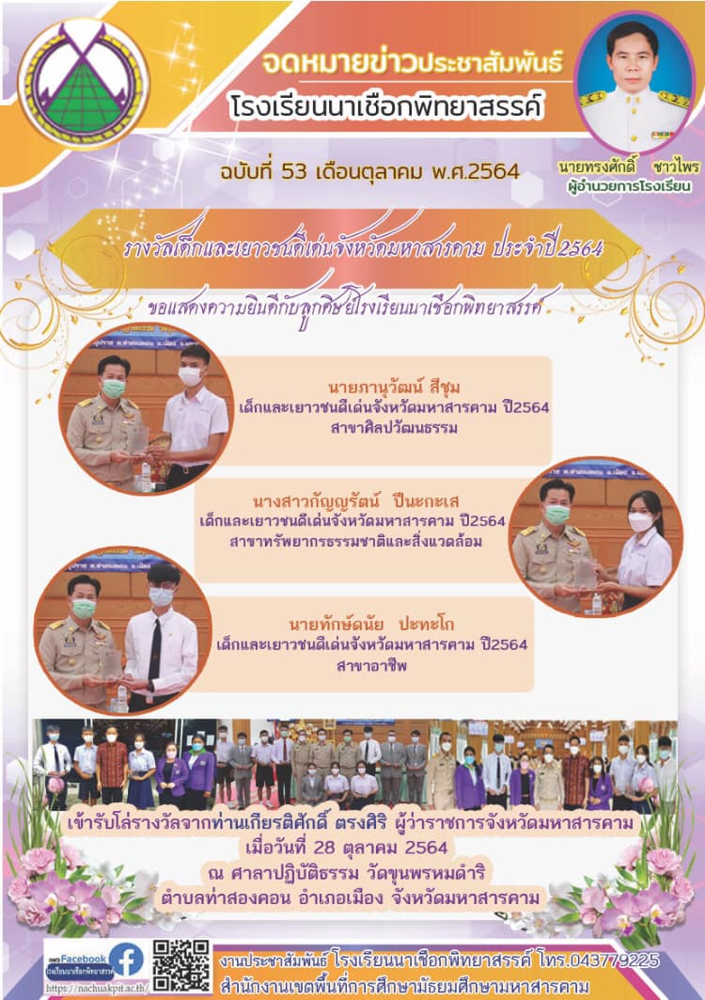 จดหมายข่าวประชาสัมพันธ์
โรงเรียนนาเชือกพิทยาสรรค์
ฉบับที่ 53 เดือนตุลาคม พ.ศ.2564
นายทรงศักดิ์ ชาวไพร
ผู้อำนวยการโรงเรียน
รางวัลเด็กและเยาวชนดีเด่นจังหวัดมหาสารคาม ประจำปี 2564
ขอแสดงความยินดีกับลูกศิษย์โรงเรียนนาเชือกพิทยาสรรค์
นายภานุวัฒน์ สีชุม
เด็กและเยาวชนดีเด่นจังหวัดมหาสารคาม ปี2564
สาขาศิลปวัฒนธรรม
นางสาวกัญญรัตน์ ปีนะกะเส
เด็กและเยาวชนดีเด่นจังหวัดมหาสารคาม ปี2564
สาขาทรัพยากรธรรมชาติและสิ่งแวดล้อม
นายทักษ์ดนัย ปะทะโก
เด็กและเยาวชนดีเด่นจังหวัดมหาสารคาม ปี2564
สาขาอาชีพ
เข้ารับโล่รางวัลจากท่านเกียรติศักดิ์ ตรงศิริ ผู้ว่าราชการจังหวัดมหาสารคาม
เมื่อวันที่ 28 ตุลาคม 2564
ณ ศาลาปฏิบัติธรรม วัดขุนพรหมดำริ
ตำบลท่าสองคอน อำเภอเมือง จังหวัดมหาสารคาม
เพจ Facebook
โรงเรียนนาเชือกพิทยาสรรค์
https://nachuakpit.ac.th/
งานประชาสัมพันธ์ โรงเรียนนาเชือกพิทยาสรรค์ โทร.043779225
สำนักงานเขตพื้นที่การศึกษามัธยมศึกษามหาสารคาม